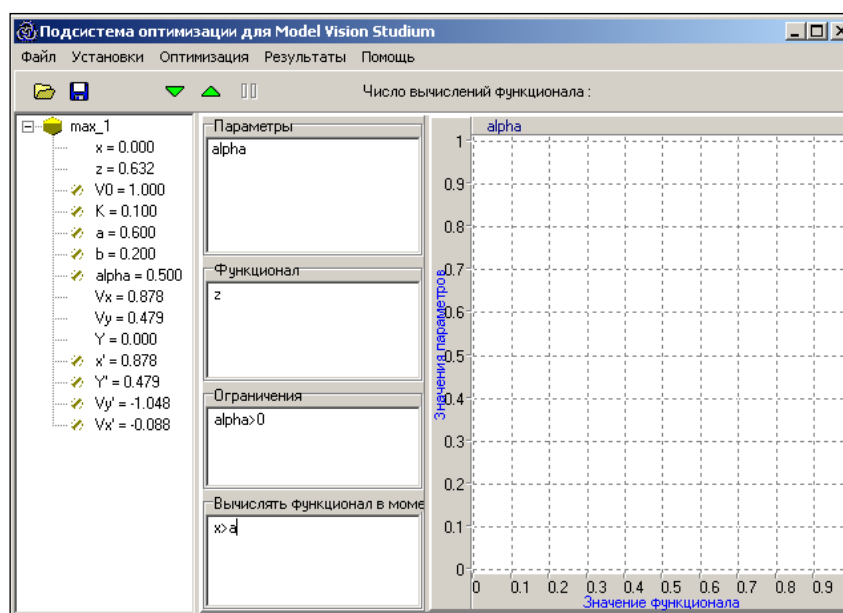 Подсистема оптимизации для Model Vision Studium
Файл Установки Оптимизация Результаты Помощь
Число вычислений функционала :
max_1
x = 0.000
z = 0.632
V0 = 1.000
K = 0.100
a = 0.600
b = 0.200
alpha = 0.500
Vx = 0.878
Vy = 0.479
Y = 0.000
x' = 0.878
Y' = 0.479
Vy' = -1.048
Vx' = -0.088
Параметры
alpha
Функционал
z
Ограничения
alpha>0
Вычислять функционал в моме
x>a
alpha
Значения параметров
1
0.9
0.8
0.7
0.6
0.5
0.4
0.3
0.2
0.1
0
0 0.1 0.2 0.3 0.4 0.5 0.6 0.7 0.8 0.9
Значение функционала